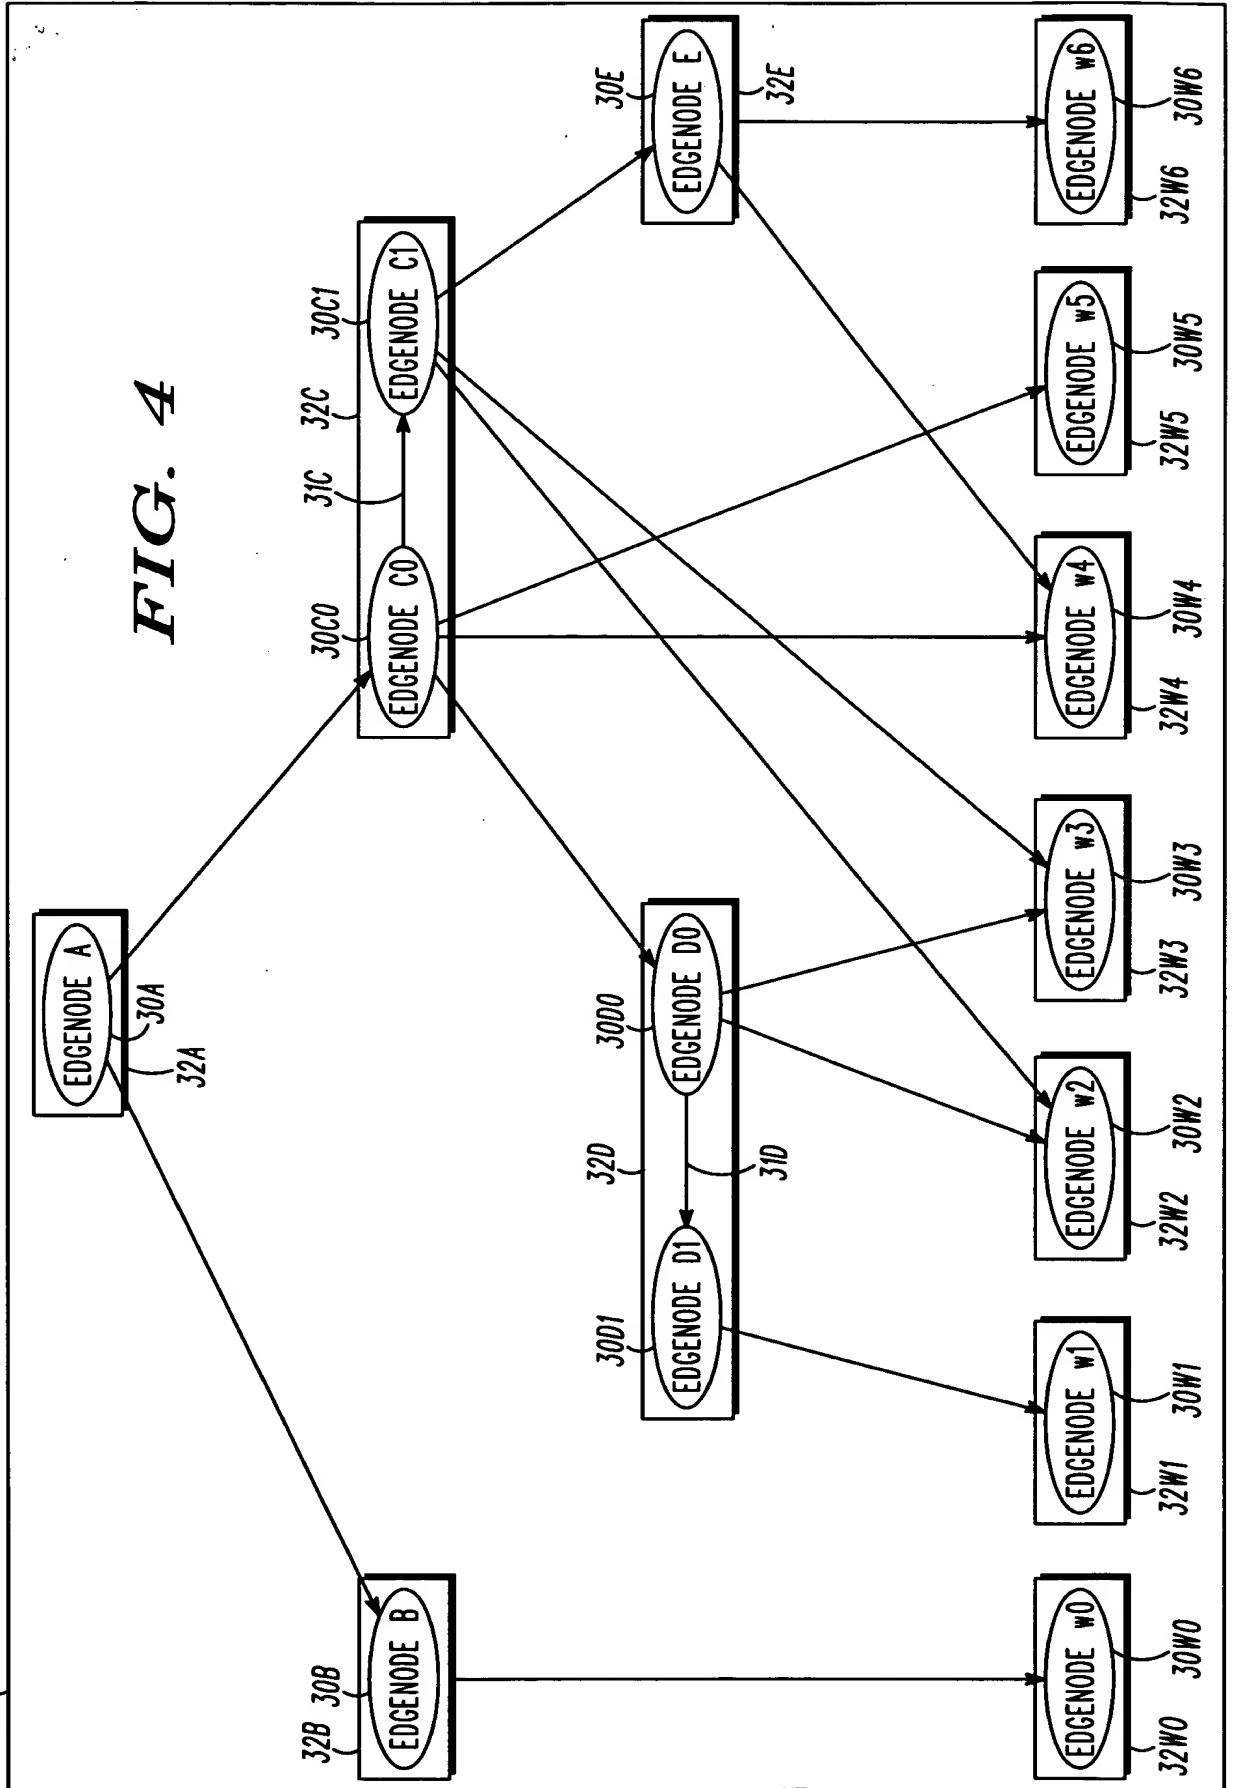 FIG. 4
EDGENODE A
30A
32A
32B
30B
EDGENODE B
32C
31C
30C0
EDGENODE C0
30C1
EDGENODE C1
32D
31D
30D1
EDGENODE D1
30D0
EDGENODE D0
30E
EDGENODE E
32E
EDGENODE w0
32W0
30W0
EDGENODE w1
32W1
30W1
EDGENODE w2
32W2
30W2
EDGENODE w3
32W3
30W3
EDGENODE w4
32W4
30W4
EDGENODE w5
32W5
30W5
EDGENODE w6
32W6
30W6